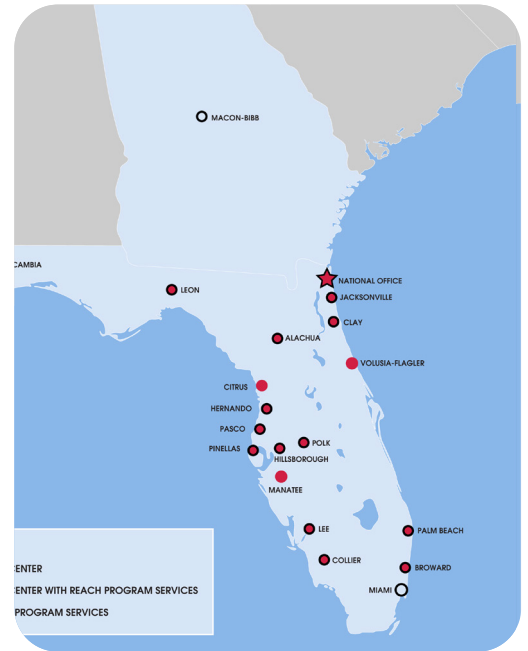 MACON-BIBB
CAMBIA
NATIONAL OFFICE
LEON
JACKSONVILLE
CLAY
ALACHUA
VOLUSIA-FLAGLER
CITRUS
HERNANDO
PASCO
POLK
PINELLAS
HILLSBOROUGH
MANATEE
LEE
PALM BEACH
COLLIER
BROWARD
MIAMI
ENTER
ENTER WITH REACH PROGRAM SERVICES
PROGRAM SERVICES